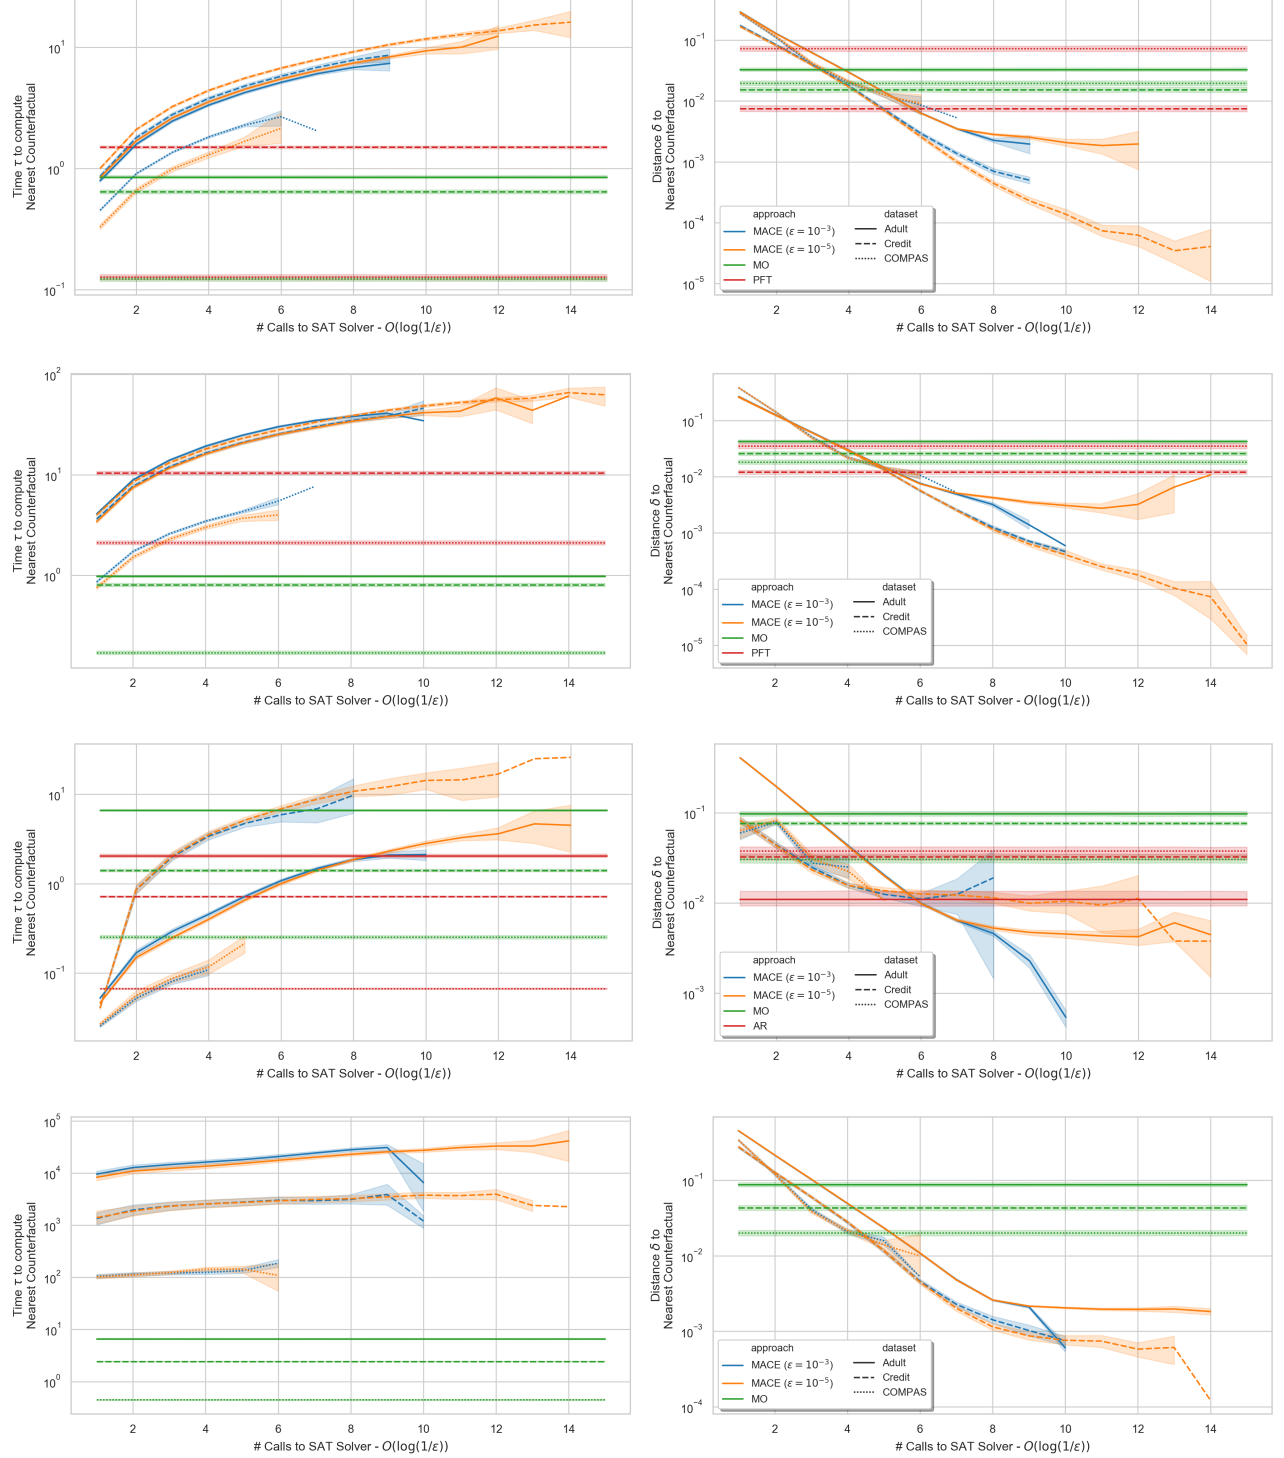 10^1
10^0
10^−1
Time τ to compute
Nearest Counterfactual
2 4 6 8 10 12 14
# Calls to SAT Solver - O(log(1/ε))
10^−1
10^−2
10^−3
10^−4
10^−5
Distance δ to
Nearest Counterfactual
approach dataset
MACE (ε = 10^−3) Adult
MACE (ε = 10^−5) Credit
MO COMPAS
PFT
2 4 6 8 10 12 14
# Calls to SAT Solver - O(log(1/ε))
10^2
10^1
10^0
Time τ to compute
Nearest Counterfactual
2 4 6 8 10 12 14
# Calls to SAT Solver - O(log(1/ε))
10^−1
10^−2
10^−3
10^−4
10^−5
Distance δ to
Nearest Counterfactual
approach dataset
MACE (ε = 10^−3) Adult
MACE (ε = 10^−5) Credit
MO COMPAS
PFT
2 4 6 8 10 12 14
# Calls to SAT Solver - O(log(1/ε))
10^1
10^0
10^−1
Time τ to compute
Nearest Counterfactual
2 4 6 8 10 12 14
# Calls to SAT Solver - O(log(1/ε))
10^−1
10^−2
10^−3
Distance δ to
Nearest Counterfactual
approach dataset
MACE (ε = 10^−3) Adult
MACE (ε = 10^−5) Credit
MO COMPAS
AR
2 4 6 8 10 12 14
# Calls to SAT Solver - O(log(1/ε))
10^5
10^4
10^3
10^2
10^1
10^0
Time τ to compute
Nearest Counterfactual
2 4 6 8 10 12 14
# Calls to SAT Solver - O(log(1/ε))
10^−1
10^−2
10^−3
10^−4
Distance δ to
Nearest Counterfactual
approach dataset
MACE (ε = 10^−3) Adult
MACE (ε = 10^−5) Credit
MO COMPAS
2 4 6 8 10 12 14
# Calls to SAT Solver - O(log(1/ε))